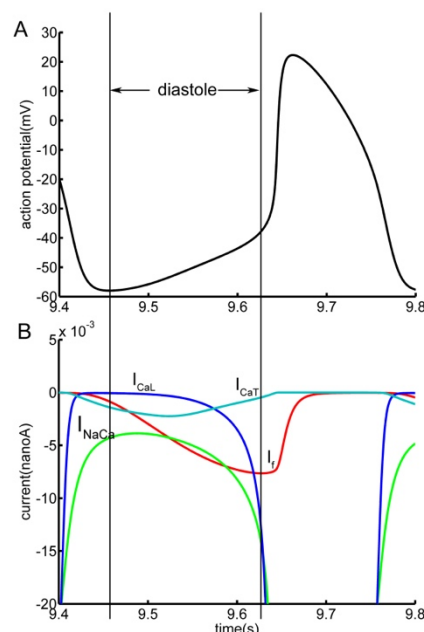 A
30
20
10
0
-10
-20
-30
-40
-50
-60
action potential(mV)
diastole
9.4 9.5 9.6 9.7 9.8
B
x 10⁻³
5
0
-5
-10
-15
-20
current(nanoA)
I_CaL
I_CaT
I_NaCa
I_f
9.4 9.5 9.6 9.7 9.8
time(s)